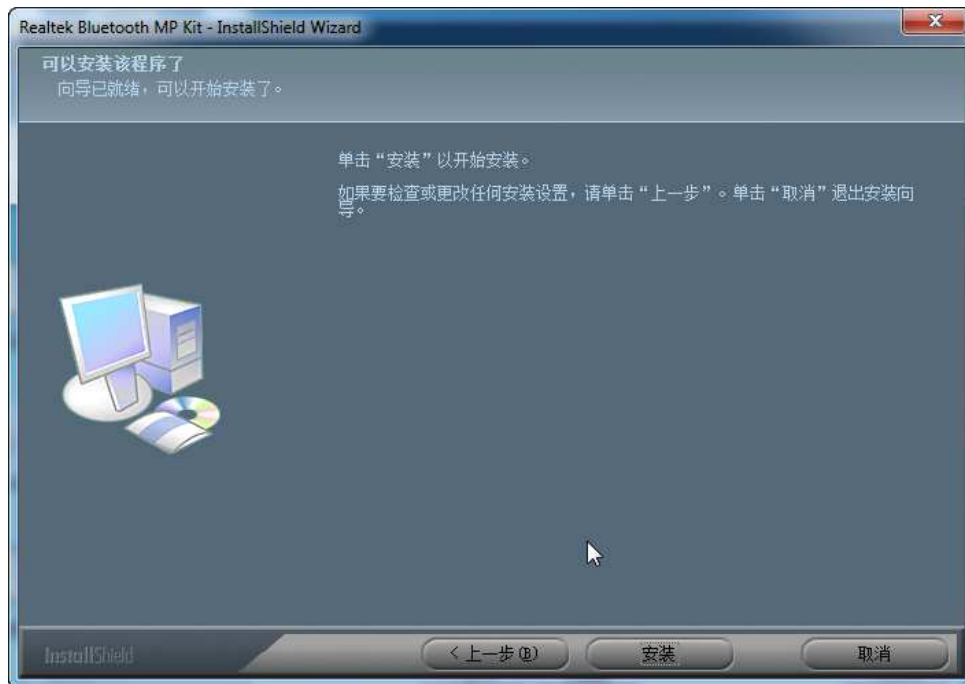 Realtek Bluetooth MP Kit - InstallShield Wizard
可以安装该程序了
向导已就绪，可以开始安装了。
单击“安装”以开始安装。
如果要检查或更改任何安装设置，请单击“上一步”。单击“取消”退出安装向
导。
InstallShield
<上一步(B)
安装
取消